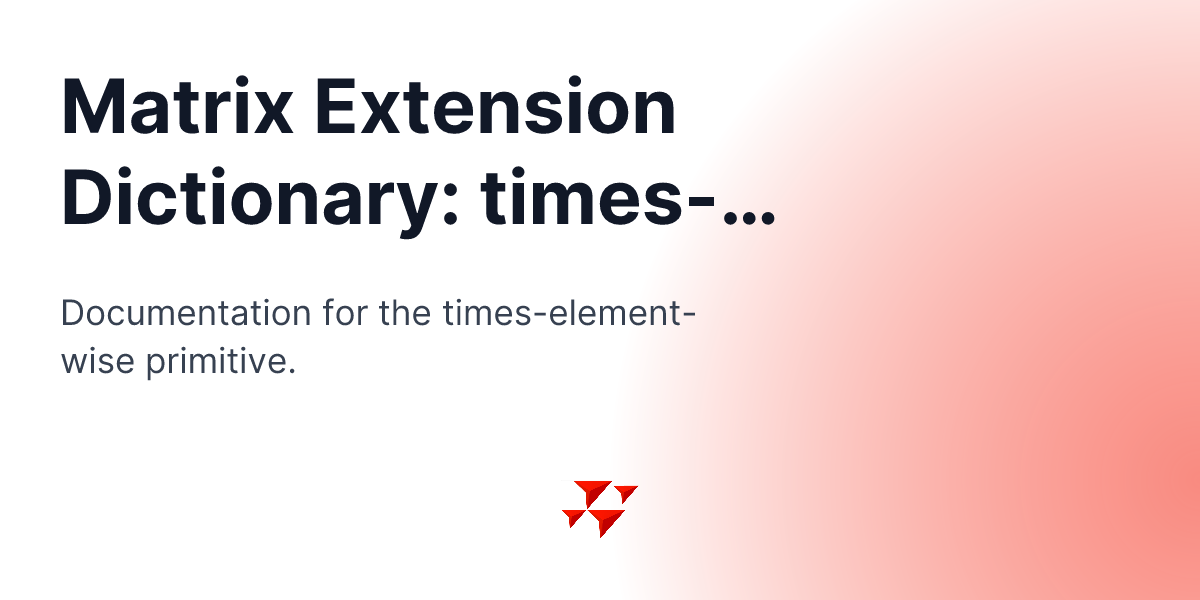 Matrix Extension
Dictionary: times-...
Documentation for the times-element-
wise primitive.